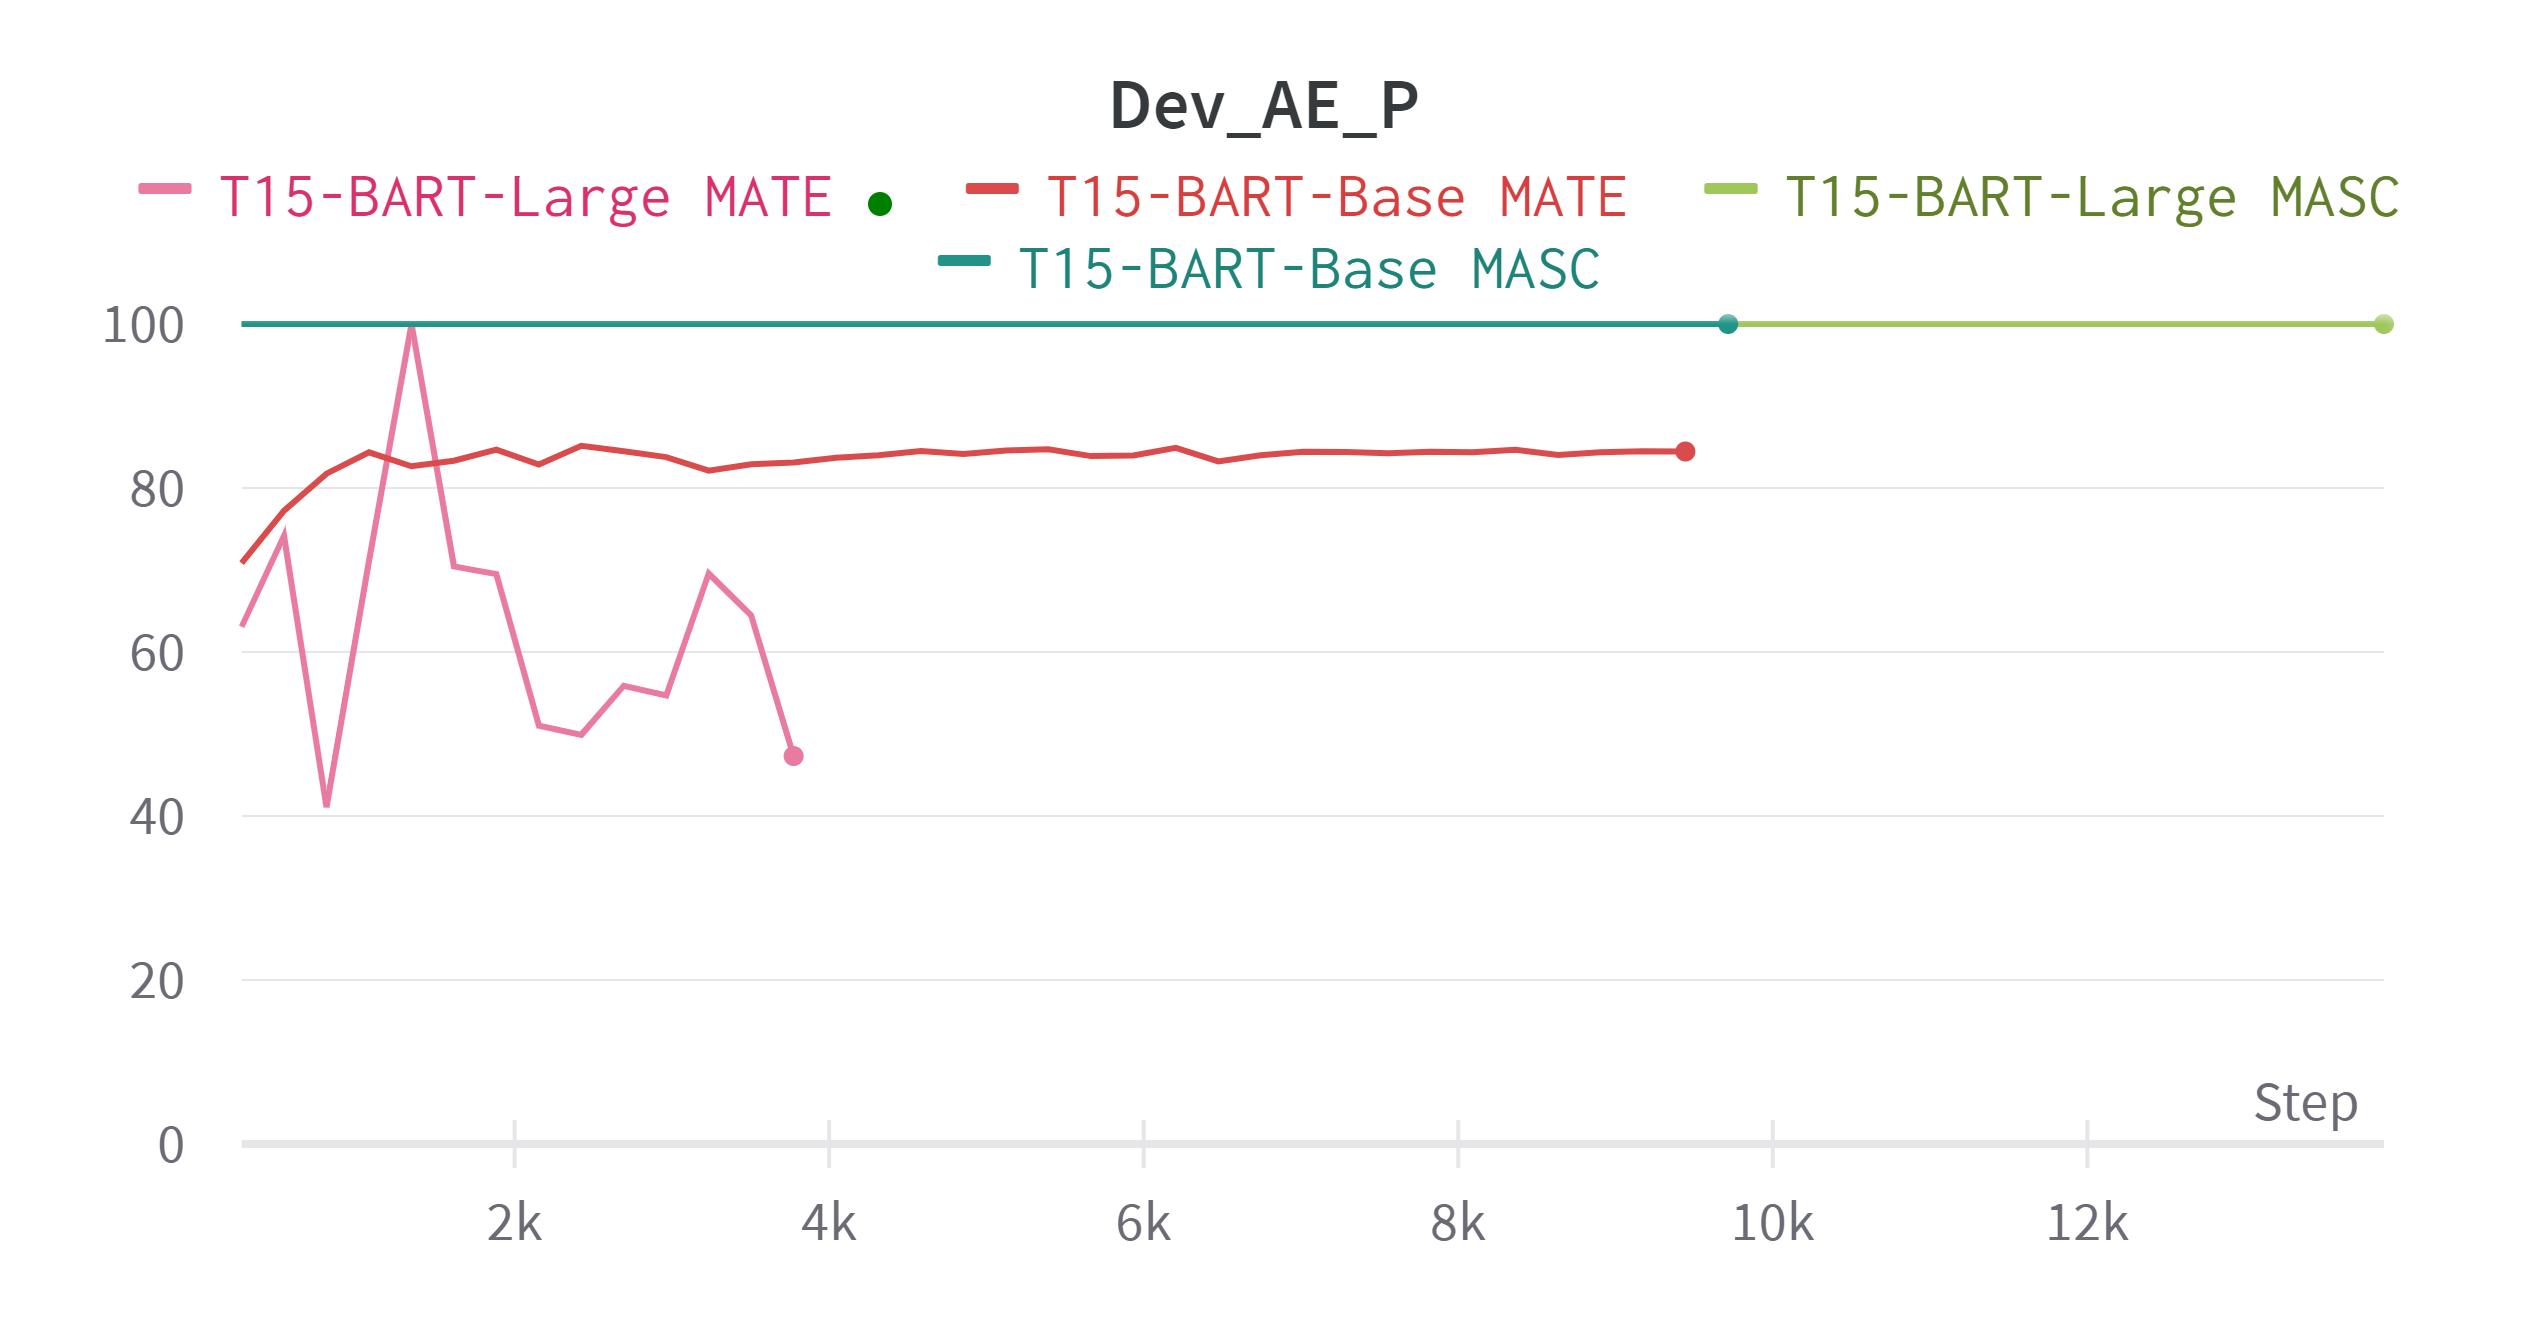 Dev_AE_P
T15-BART-Large MATE T15-BART-Base MATE T15-BART-Large MASC
T15-BART-Base MASC
100
80
60
40
20
0
Step
2k 4k 6k 8k 10k 12k